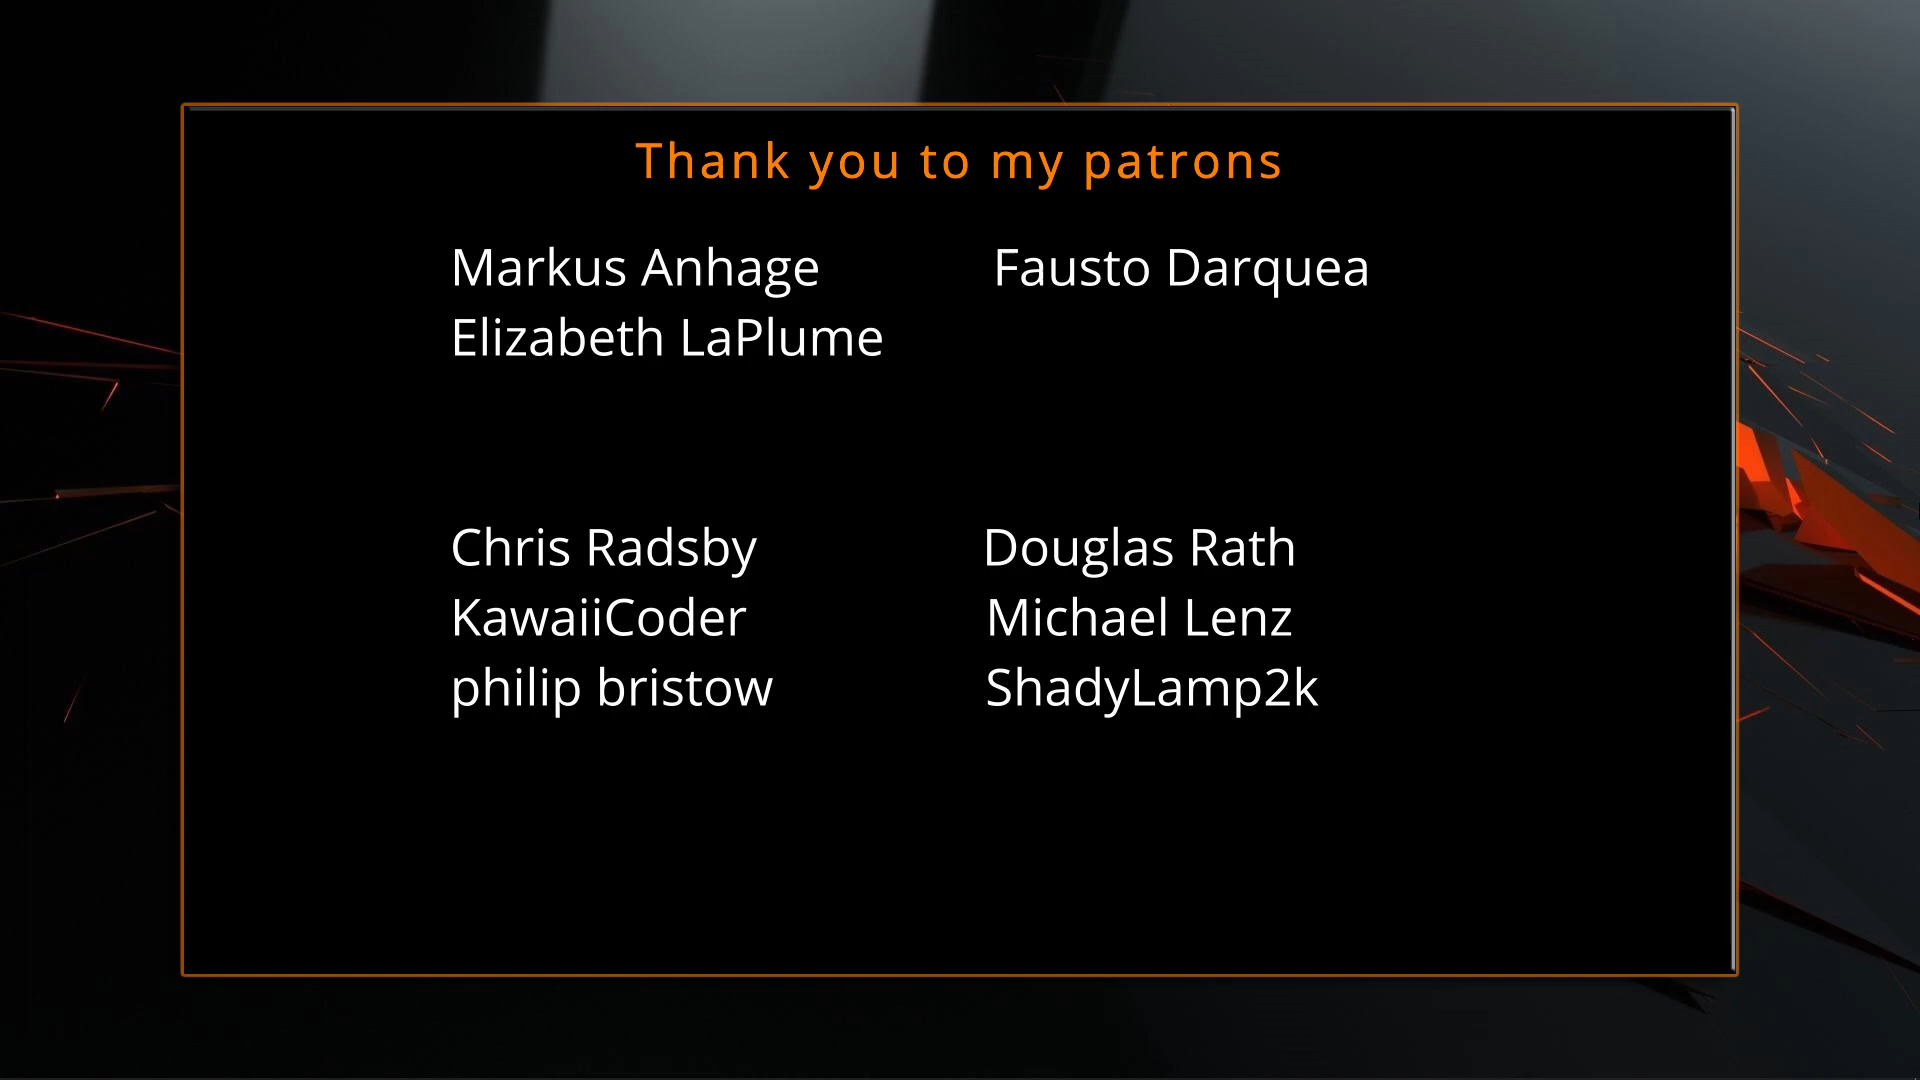 Thank you to my patrons
Markus Anhage Fausto Darquea
Elizabeth LaPlume
Chris Radsby Douglas Rath
KawaiiCoder Michael Lenz
philip bristow ShadyLamp2k